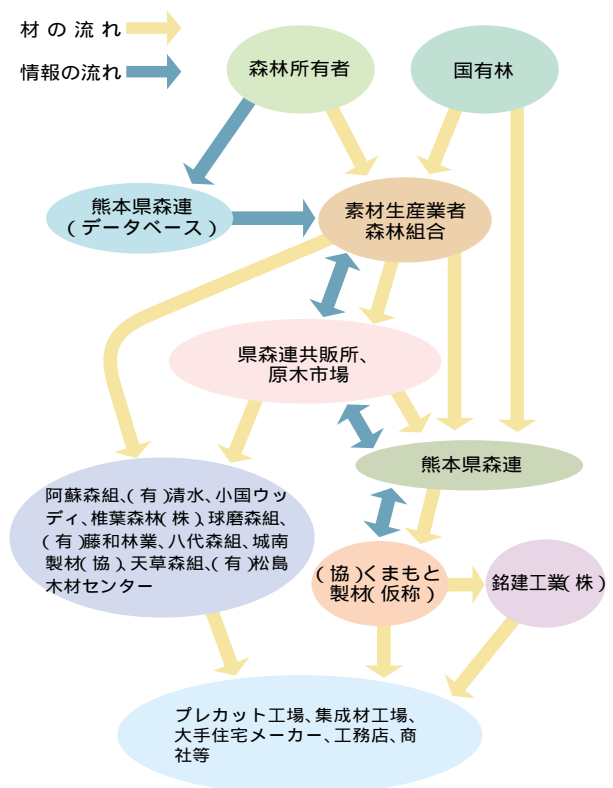 材の流れ
情報の流れ
森林所有者
国有林
熊本県森連
(データベース)
素材生産業者
森林組合
県森連共販所、
原木市場
熊本県森連
阿蘇森組、(有)清水、小国ウッ
ディ、椎葉森林(株)、球磨森組、
(有)藤和林業、八代森組、城南
製材(協)、天草森組、(有)松島
木材センター
(協)くまもと
製材(仮称)
銘建工業(株)
プレカット工場、集成材工場、
大手住宅メーカー、工務店、商
社等